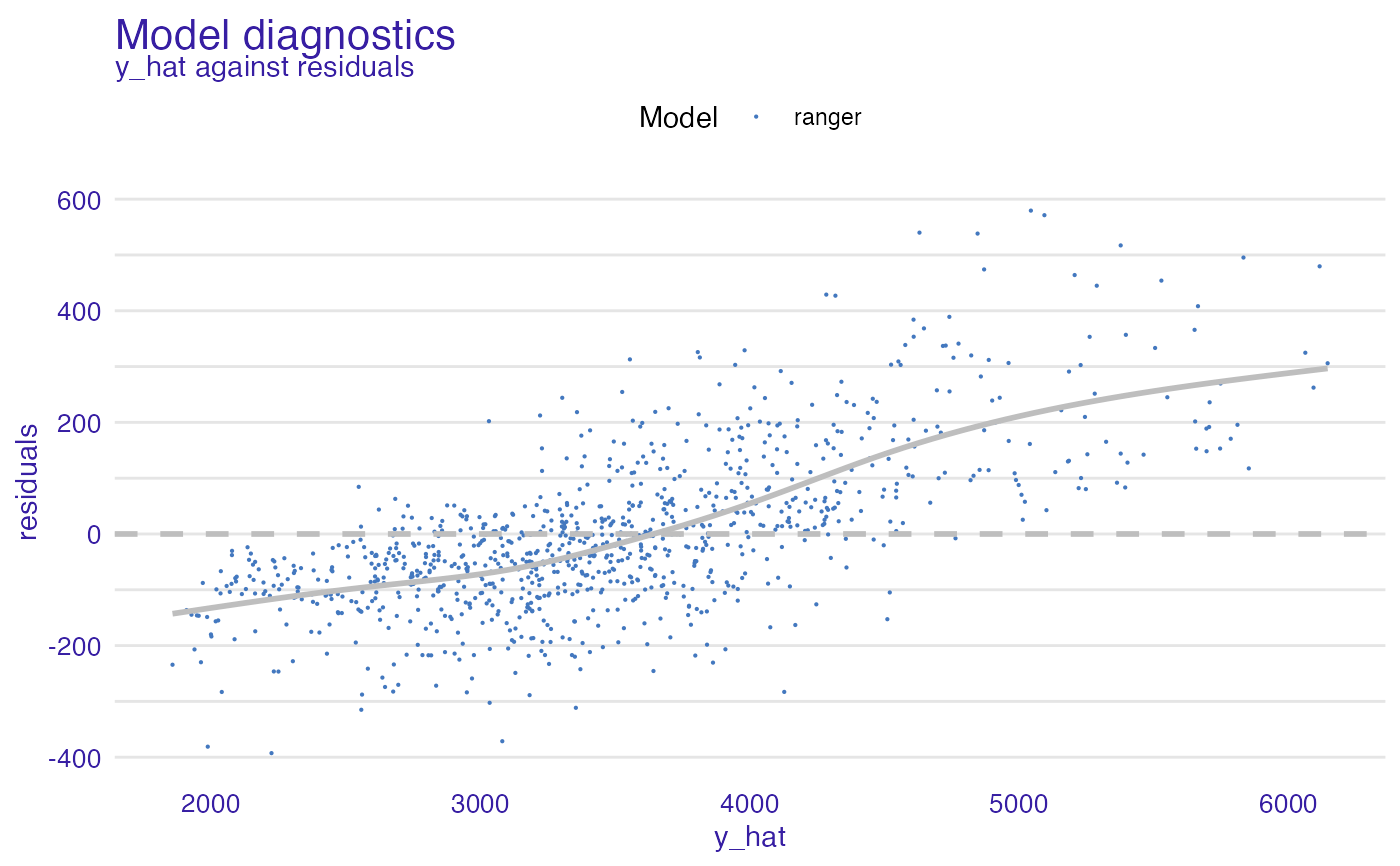 Model diagnostics
y_hat against residuals
Model ranger
600
400
200
0
-200
-400
residuals
2000 3000 4000 5000 6000
y_hat